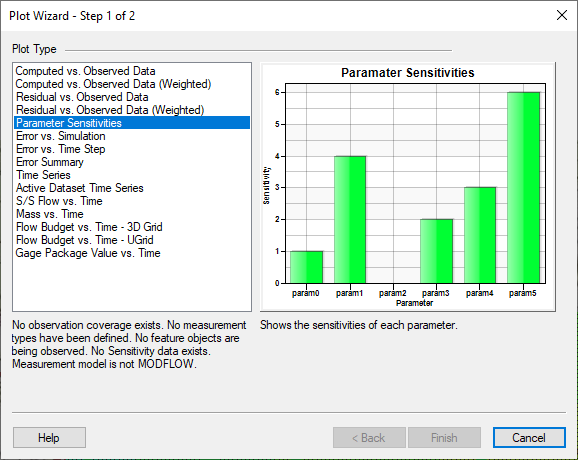 Plot Wizard - Step 1 of 2
Plot Type
Computed vs. Observed Data
Computed vs. Observed Data (Weighted)
Residual vs. Observed Data
Residual vs. Observed Data (Weighted)
Parameter Sensitivities
Error vs. Simulation
Error vs. Time Step
Error Summary
Time Series
Active Dataset Time Series
S/S Flow vs. Time
Mass vs. Time
Flow Budget vs. Time - 3D Grid
Flow Budget vs. Time - UGrid
Gage Package Value vs. Time
No observation coverage exists. No measurement
types have been defined. No feature objects are
being observed. No Sensitivity data exists.
Measurement model is not MODFLOW.
Paramater Sensitivities
Sensitivity
6
5
4
3
2
1
0
param0 param1 param2 param3 param4 param5
Parameter
Shows the sensitivities of each parameter.
Help
< Back
Finish
Cancel